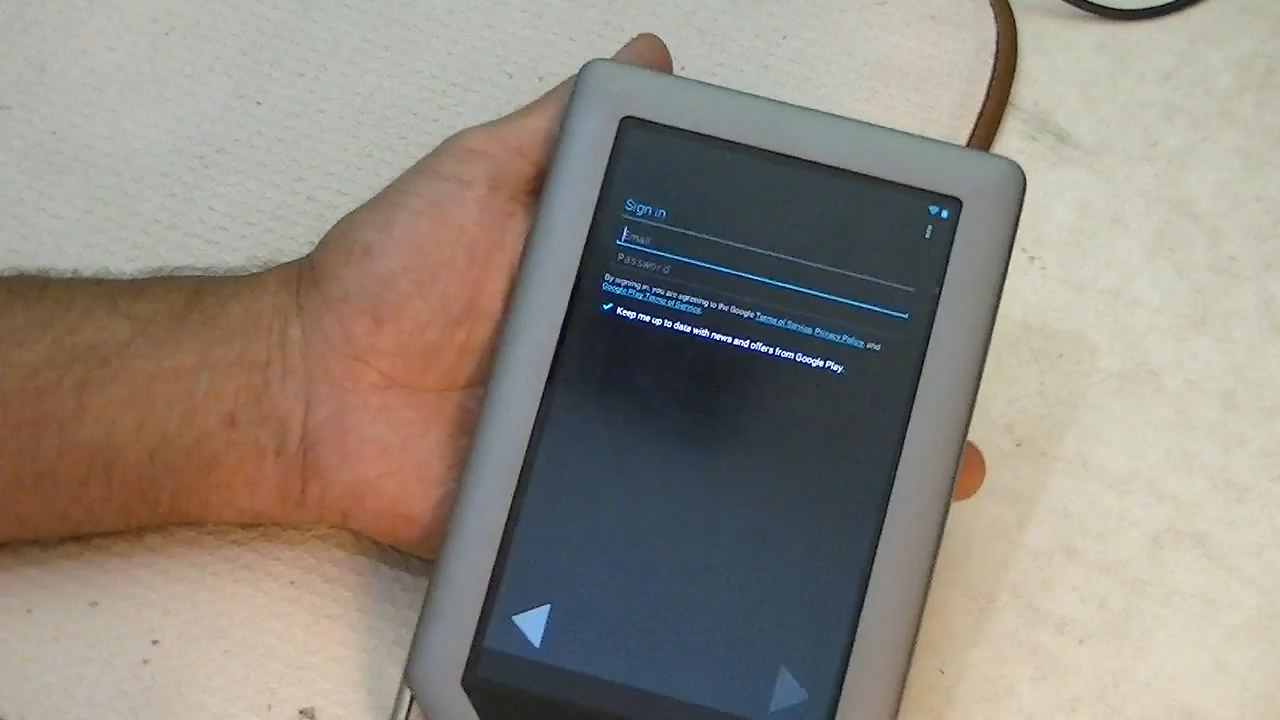 Sign in
Email
Password
By signing in, you are agreeing to the Google Terms of Service, Privacy Policy, and
Google Play Terms of Service.
Keep me up to date with news and offers from Google Play.